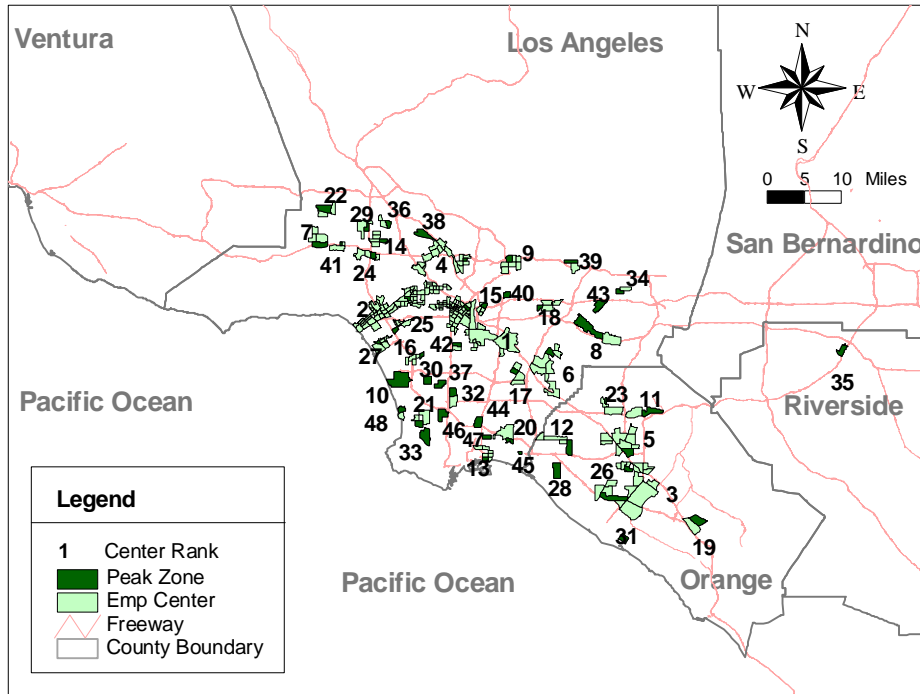 Ventura
Los Angeles
N
W E
S
0 5 10 Miles
San Bernardino
22
29 36
38
7
14
9
4
41
24
39
34
40
43
15
2
18
25
1
42
8
27
16
6
30
37
35
10
32
17
Pacific Ocean
Riverside
23 11
48
21
44
46
20
12
5
33
47
13
45
26
28
3
31
19
Legend
1 Center Rank
Peak Zone
Emp Center
Freeway
County Boundary
Pacific Ocean
Orange